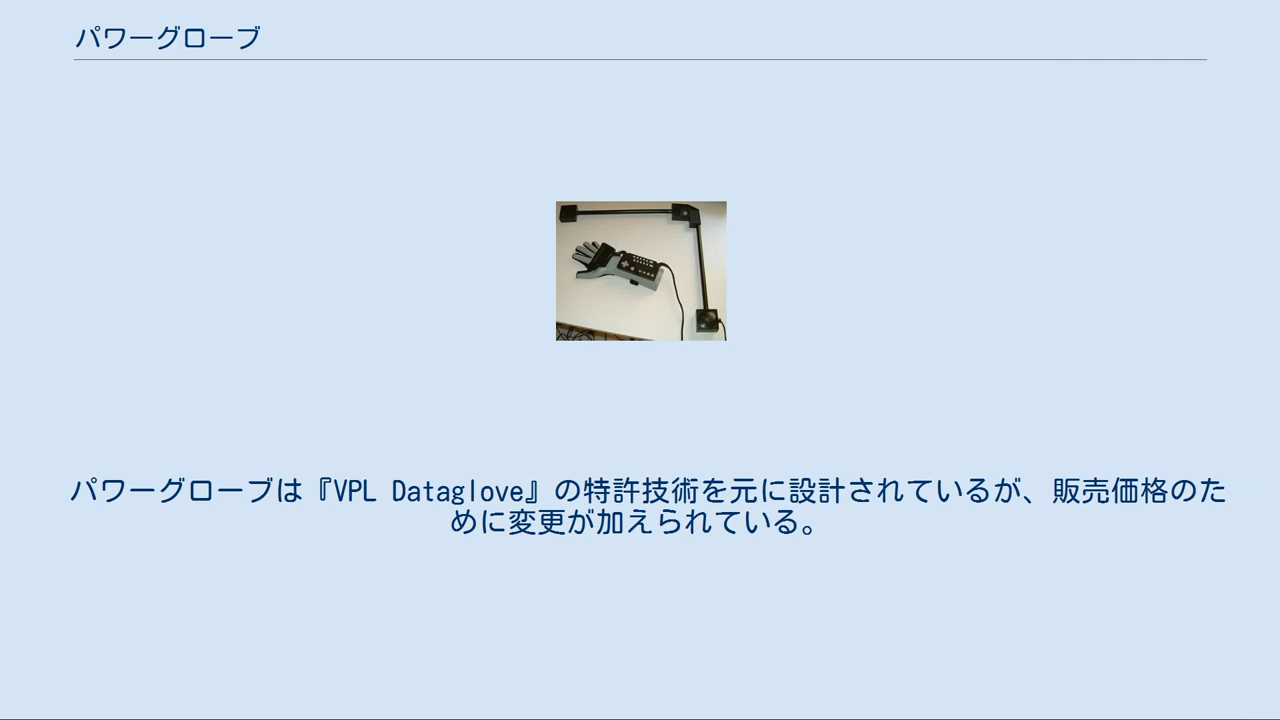 パワーグローブ
パワーグローブは『VPL Dataglove』の特許技術を元に設計されているが、販売価格のた
めに変更が加えられている。